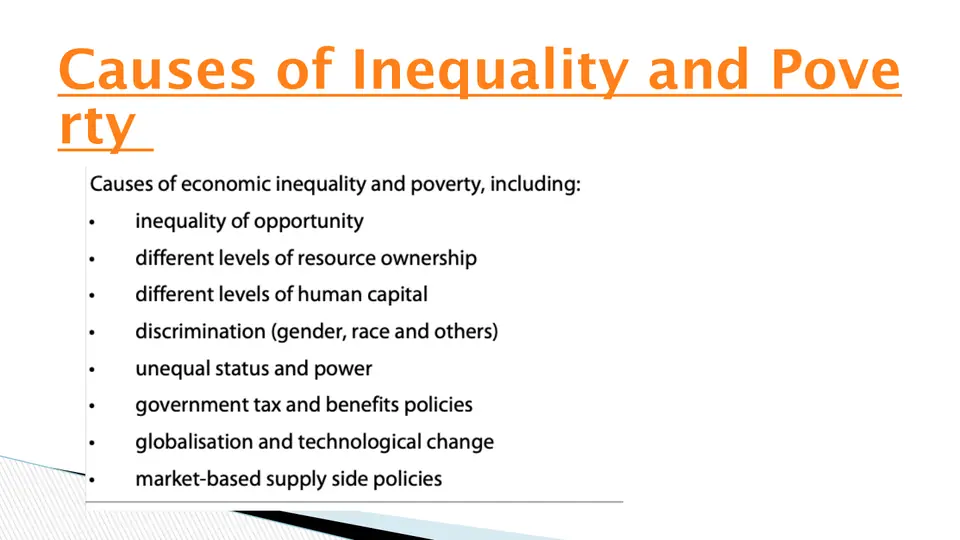 Causes of Inequality and Pove
rty
Causes of economic inequality and poverty, including:
• inequality of opportunity
• different levels of resource ownership
• different levels of human capital
• discrimination (gender, race and others)
• unequal status and power
• government tax and benefits policies
• globalisation and technological change
• market-based supply side policies